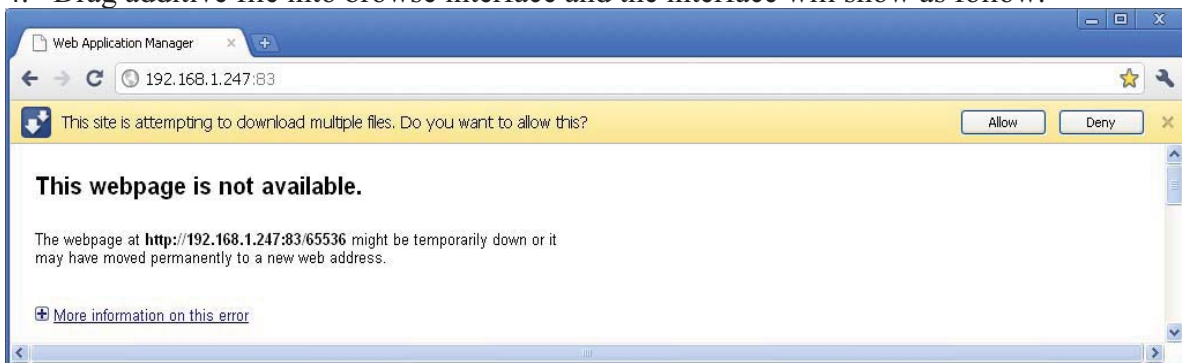 4. Drag additive file into browse interface and the interface will show as follow:
Web Application Manager
192.168.1.247:83
This site is attempting to download multiple files. Do you want to allow this?
Allow
Deny
This webpage is not available.
The webpage at http://192.168.1.247:83/65536 might be temporarily down or it
may have moved permanently to a new web address.
More information on this error